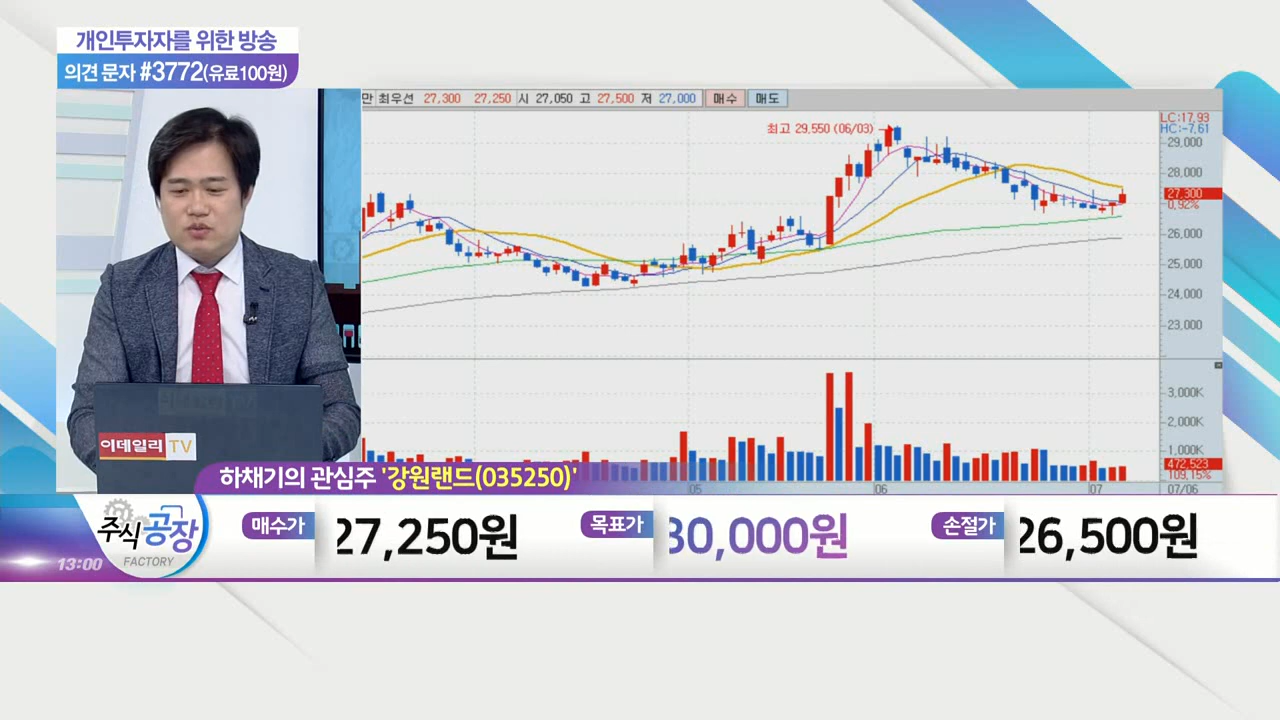 개인투자자를 위한 방송
의견 문자 #3772(유료100원)
만 최우선 27,300 27,250 시 27,050 고 27,500 저 27,000 매수 매도
최고 29,550 (06/03)
LC:17.93
HC:-7.61
29,000
28,000
27,300
0.92%
26,000
25,000
24,000
23,000
3,000K
2,000K
1,000K
472,523
109.15%
05 06 07 07/06
이데일리 TV
하채기의 관심주 '강원랜드(035250)'
주식공장
FACTORY
13:00
매수가 27,250원 목표가 30,000원 손절가 26,500원